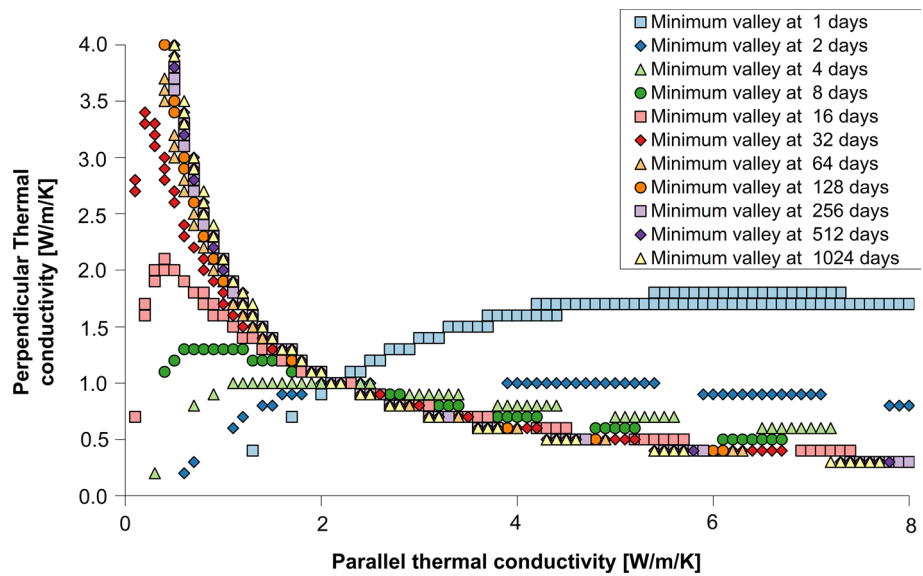 Minimum valley at 1 days
Minimum valley at 2 days
Minimum valley at 4 days
Minimum valley at 8 days
Minimum valley at 16 days
Minimum valley at 32 days
Minimum valley at 64 days
Minimum valley at 128 days
Minimum valley at 256 days
Minimum valley at 512 days
Minimum valley at 1024 days
Perpendicular Thermal
conductivity [W/m/K]
4.0
3.5
3.0
2.5
2.0
1.5
1.0
0.5
0.0
0 2 4 6 8
Parallel thermal conductivity [W/m/K]